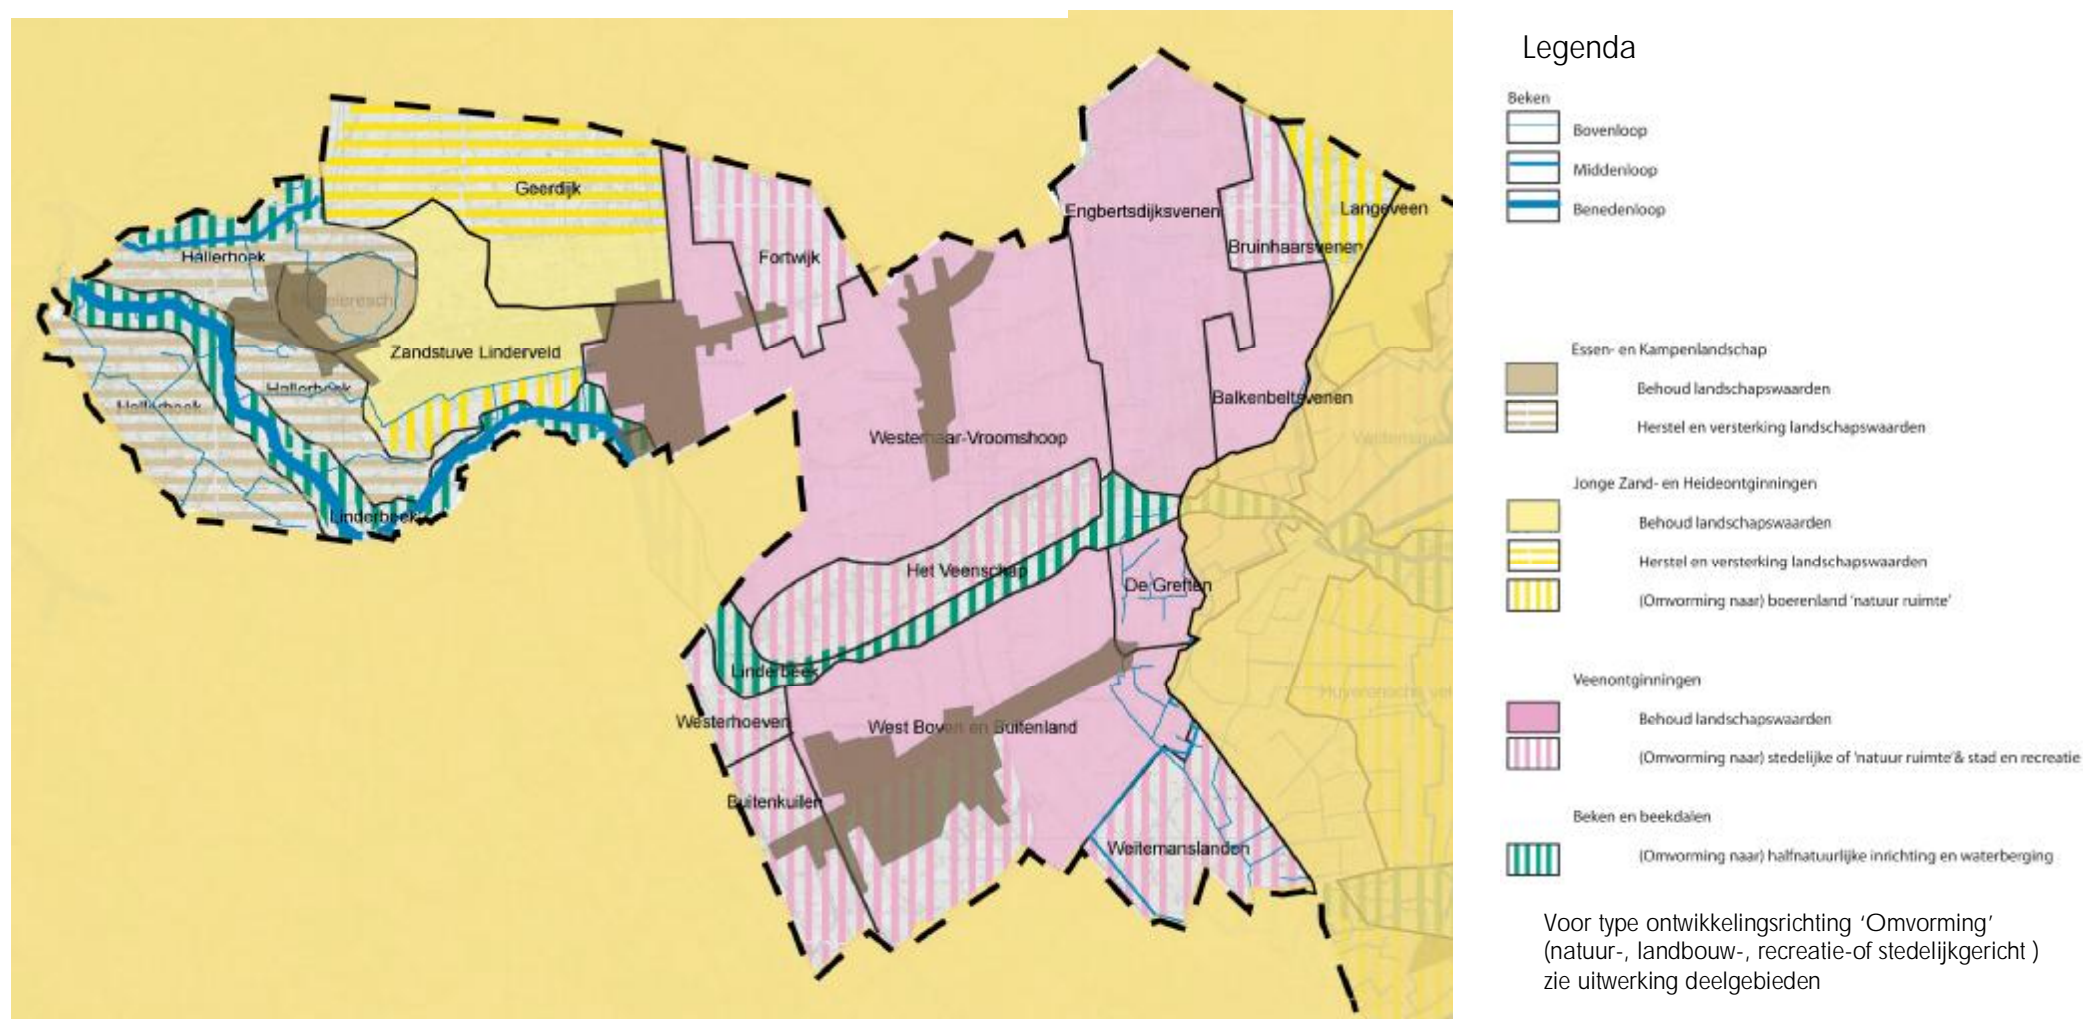 Legenda
Beken
Bovenloop
Middenloop
Benedenloop
Essen- en Kampenlandschap
Behoud landschapswaarden
Herstel en versterking landschapswaarden
Jonge Zand- en Heideontginningen
Behoud landschapswaarden
Herstel en versterking landschapswaarden
(Omvorming naar) boerenland 'natuur ruimte'
Veenontginningen
Behoud landschapswaarden
(Omvorming naar) stedelijke of 'natuur ruimte'& stad en recreatie
Beken en beekdalen
(Omvorming naar) halfnatuurlijke inrichting en waterberging
Voor type ontwikkelingsrichting ‘Omvorming’
(natuur-, landbouw-, recreatie-of stedelijkgericht )
zie uitwerking deelgebieden
Geerdijk
Engbertsdijksvenen
Langeveen
Bruinhaarsvenen
Fortwijk
Hallerhoek
Zandstuve Linderveld
Hallerhoek
Hallerhoek
Balkenbeltsvenen
Westerhaar-Vroomshoop
Linderbeek
Het Veenschap
De Greften
Linderbeek
Westerhoeven
West Boven en Buitenland
Buitenkuilen
Weitemanslanden